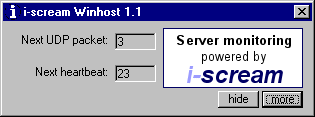 i-scream Winhost 1.1
Next UDP packet: 3
Next heartbeat: 23
Server monitoring
powered by
i-scream
hide more